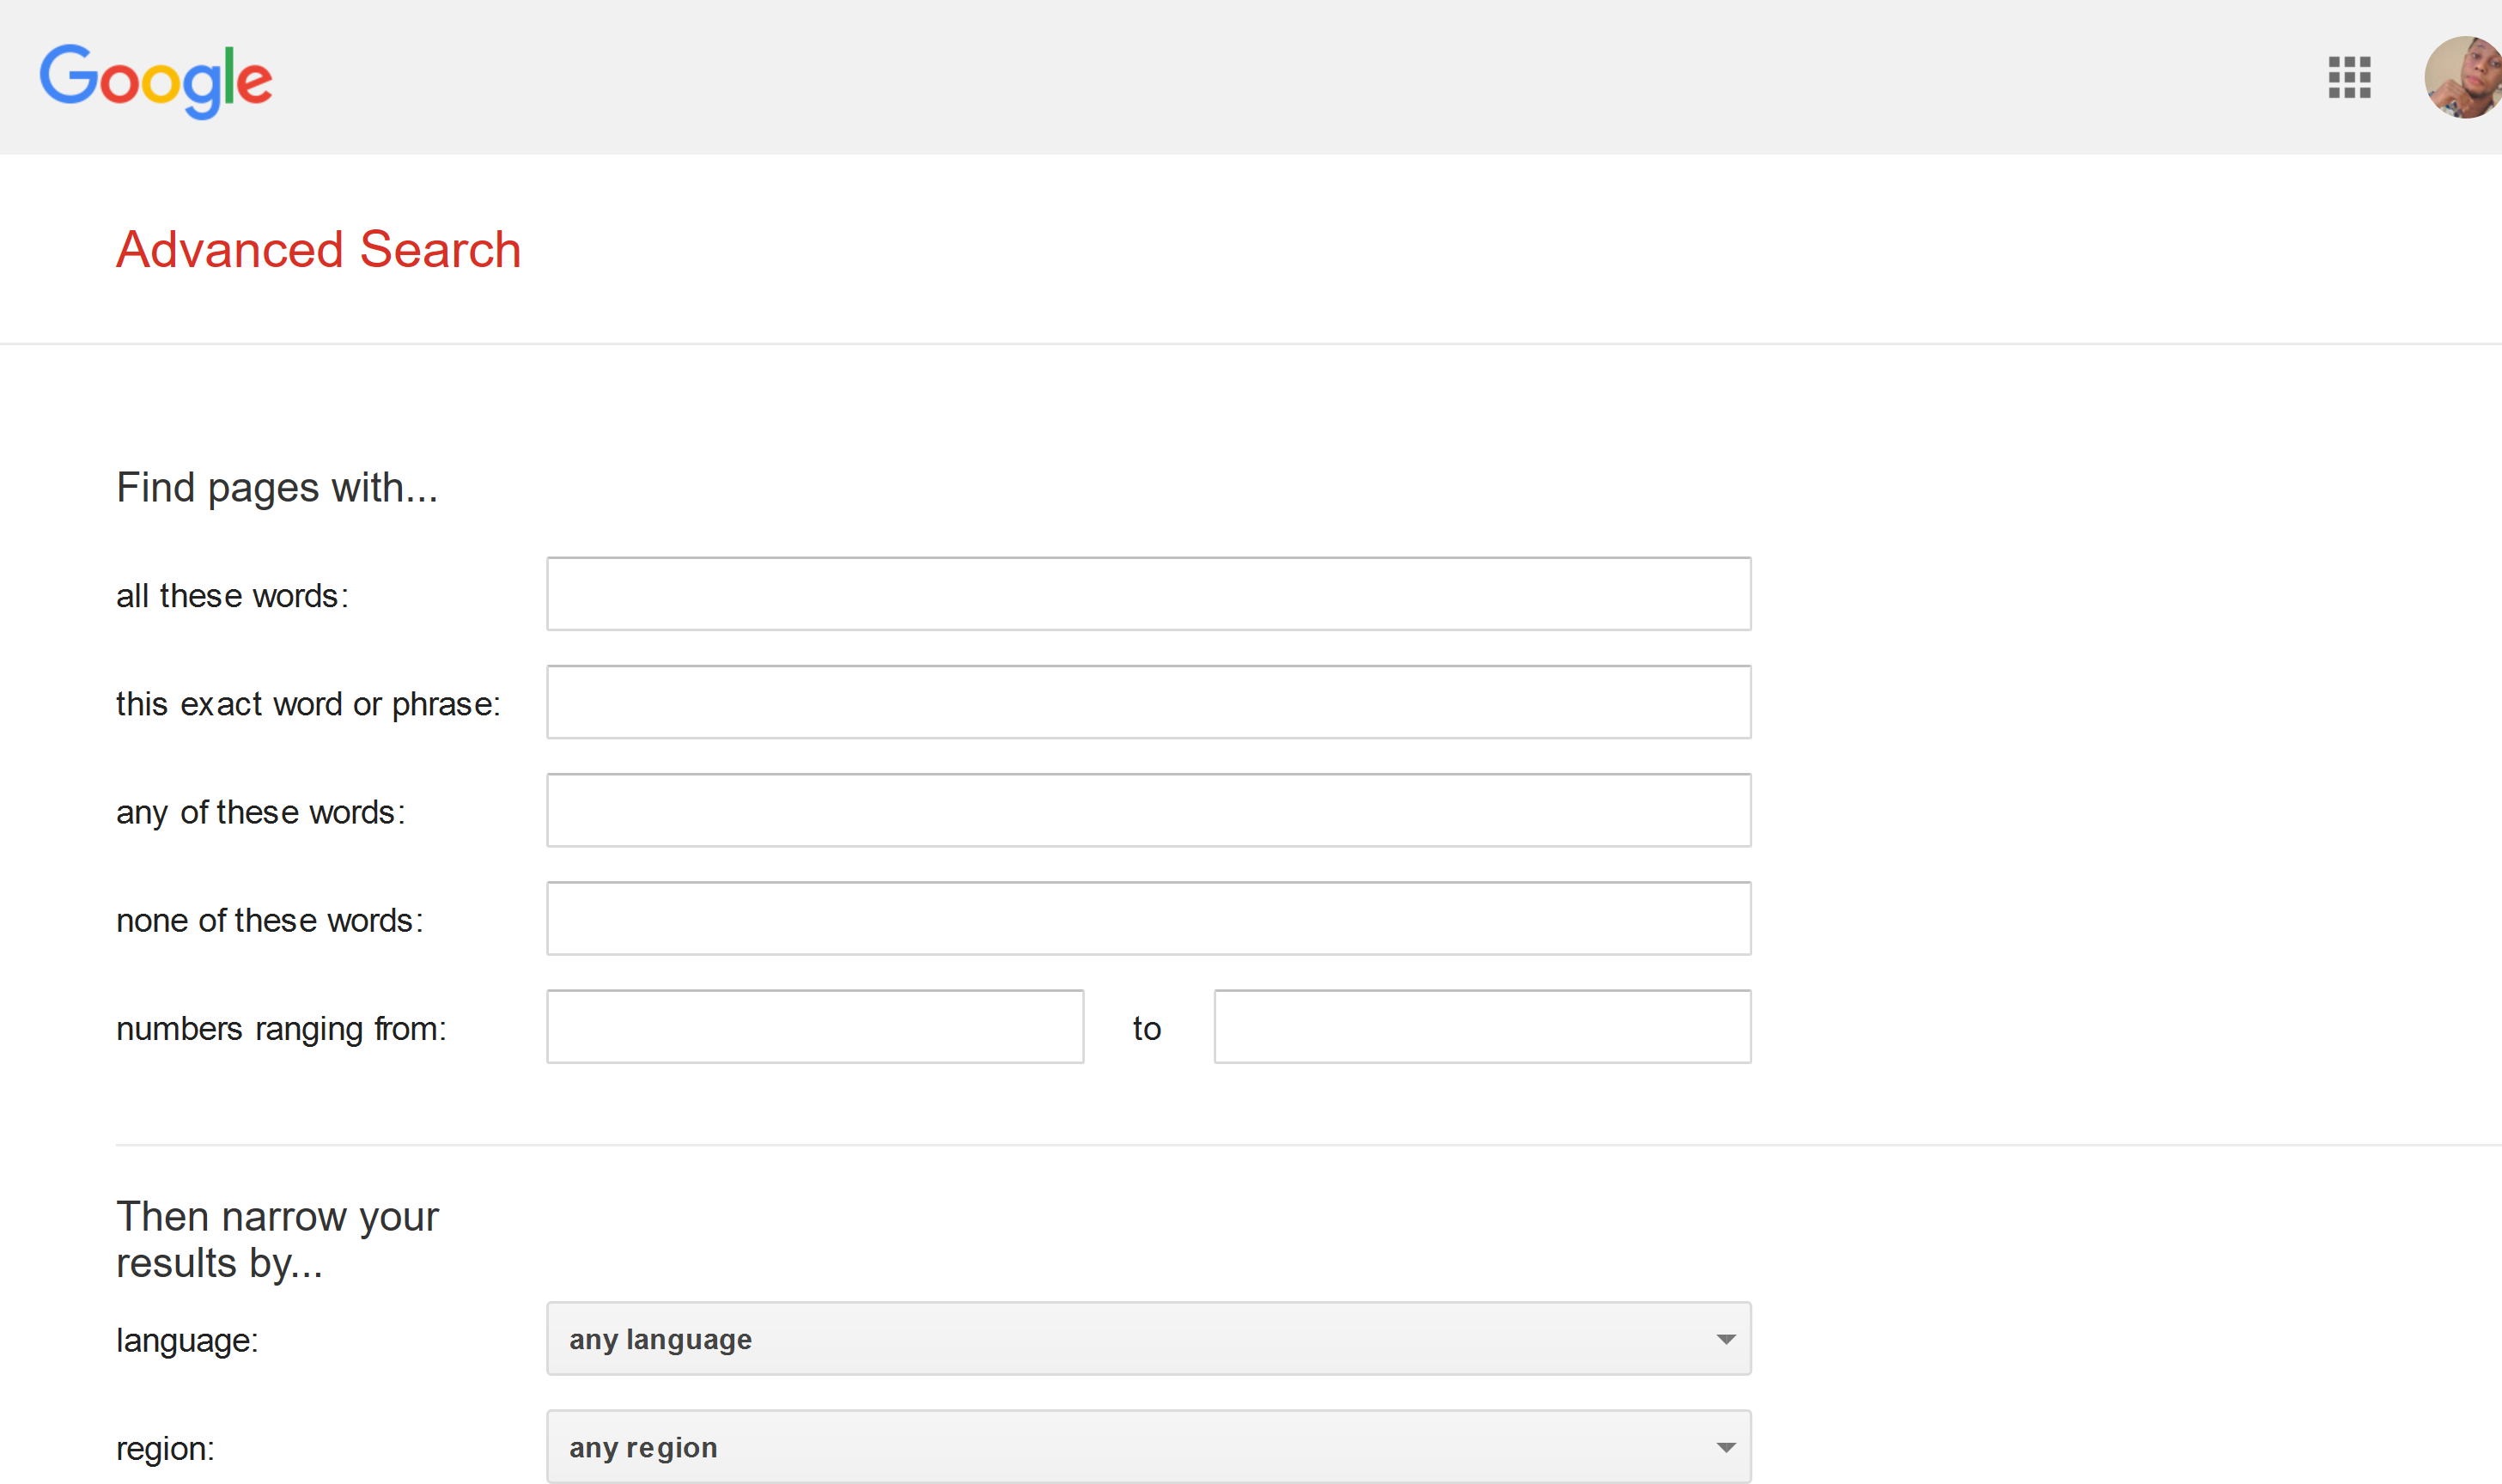 Google
Advanced Search
Find pages with...
all these words:
this exact word or phrase:
any of these words:
none of these words:
numbers ranging from: to
Then narrow your
results by...
language: any language
region: any region